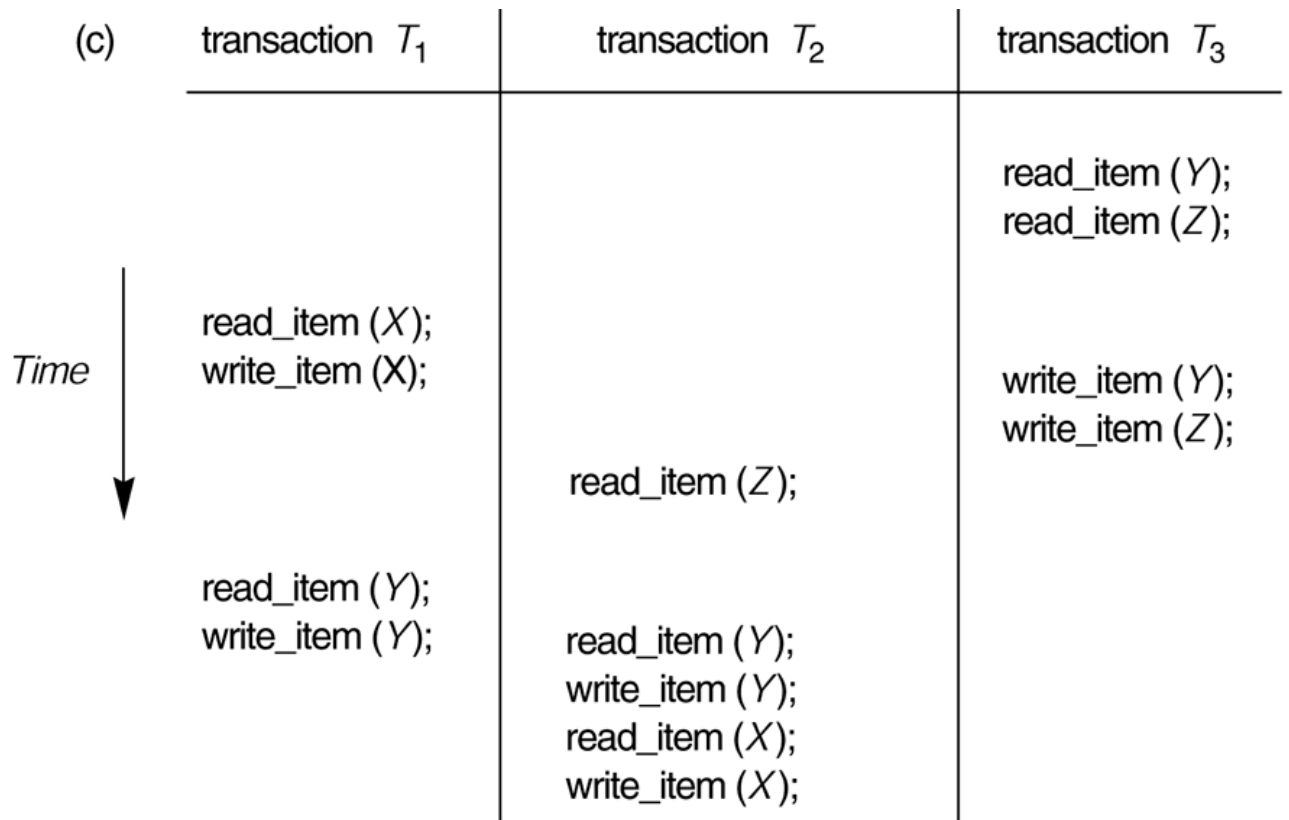 (c) transaction T1 transaction T2 transaction T3
read_item (Y);
read_item (Z);
read_item (X);
Time write_item (X);
write_item (Y);
write_item (Z);
read_item (Z);
read_item (Y);
write_item (Y);
read_item (Y);
write_item (Y);
read_item (X);
write_item (X);